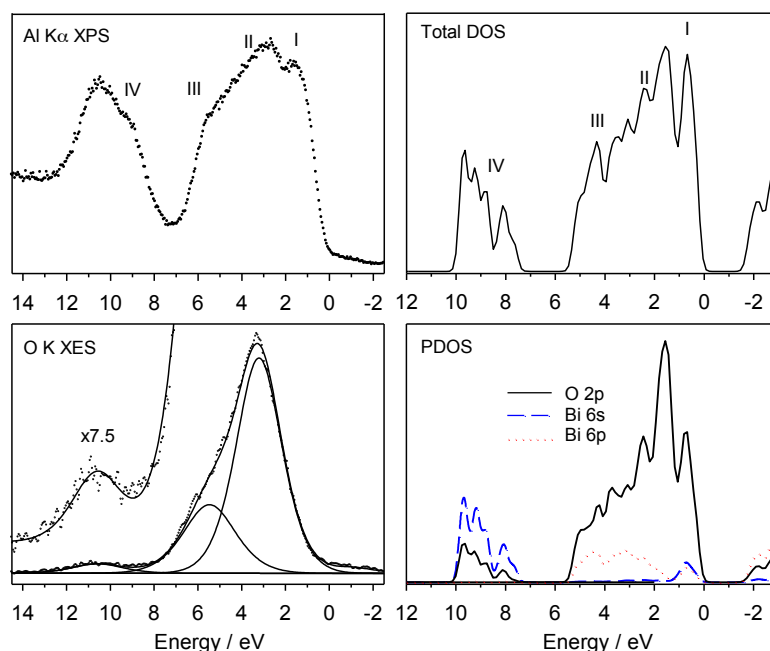 Al Kα XPS
I
II
III
IV
14 12 10 8 6 4 2 0 -2
Total DOS
I
II
III
IV
12 10 8 6 4 2 0 -2
O K XES
x7.5
14 12 10 8 6 4 2 0 -2
Energy / eV
PDOS
O 2p
Bi 6s
Bi 6p
12 10 8 6 4 2 0 -2
Energy / eV